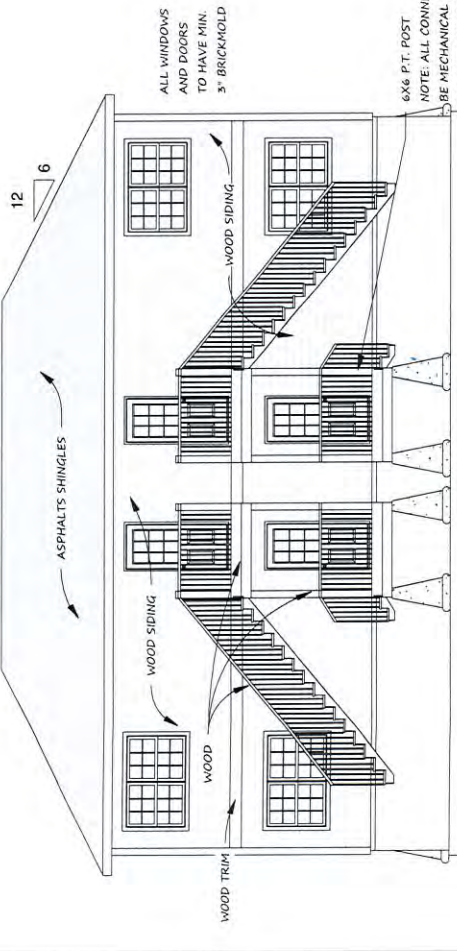 12
6
ASPHALTS SHINGLES
ALL WINDOWS
AND DOORS
TO HAVE MIN.
3" BRICKMOLD
WOOD SIDING
WOOD SIDING
WOOD
WOOD TRIM
6X6 P.T. POST
NOTE: ALL CONN
BE MECHANICAL